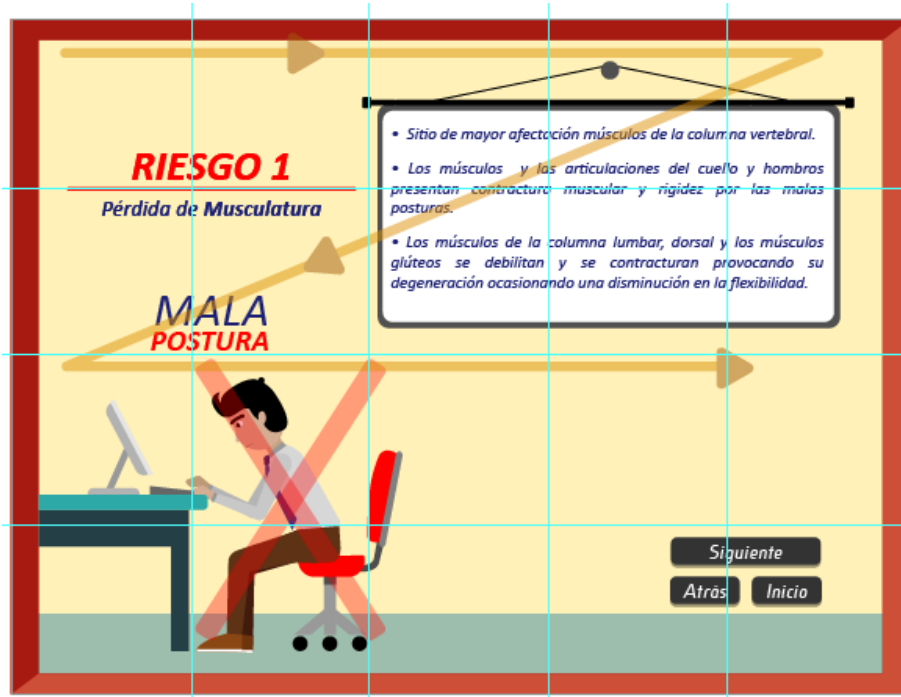 RIESGO 1
Pérdida de Musculatura
• Sitio de mayor afectación músculos de la columna vertebral.
• Los músculos y las articulaciones del cuello y hombros
presentan contractura muscular y rigidez por las malas
posturas.
• Los músculos de la columna lumbar, dorsal y los músculos
glúteos se debilitan y se contracturan provocando su
degeneración ocasionando una disminución en la flexibilidad.
MALA
POSTURA
Siguiente
Atrás Inicio